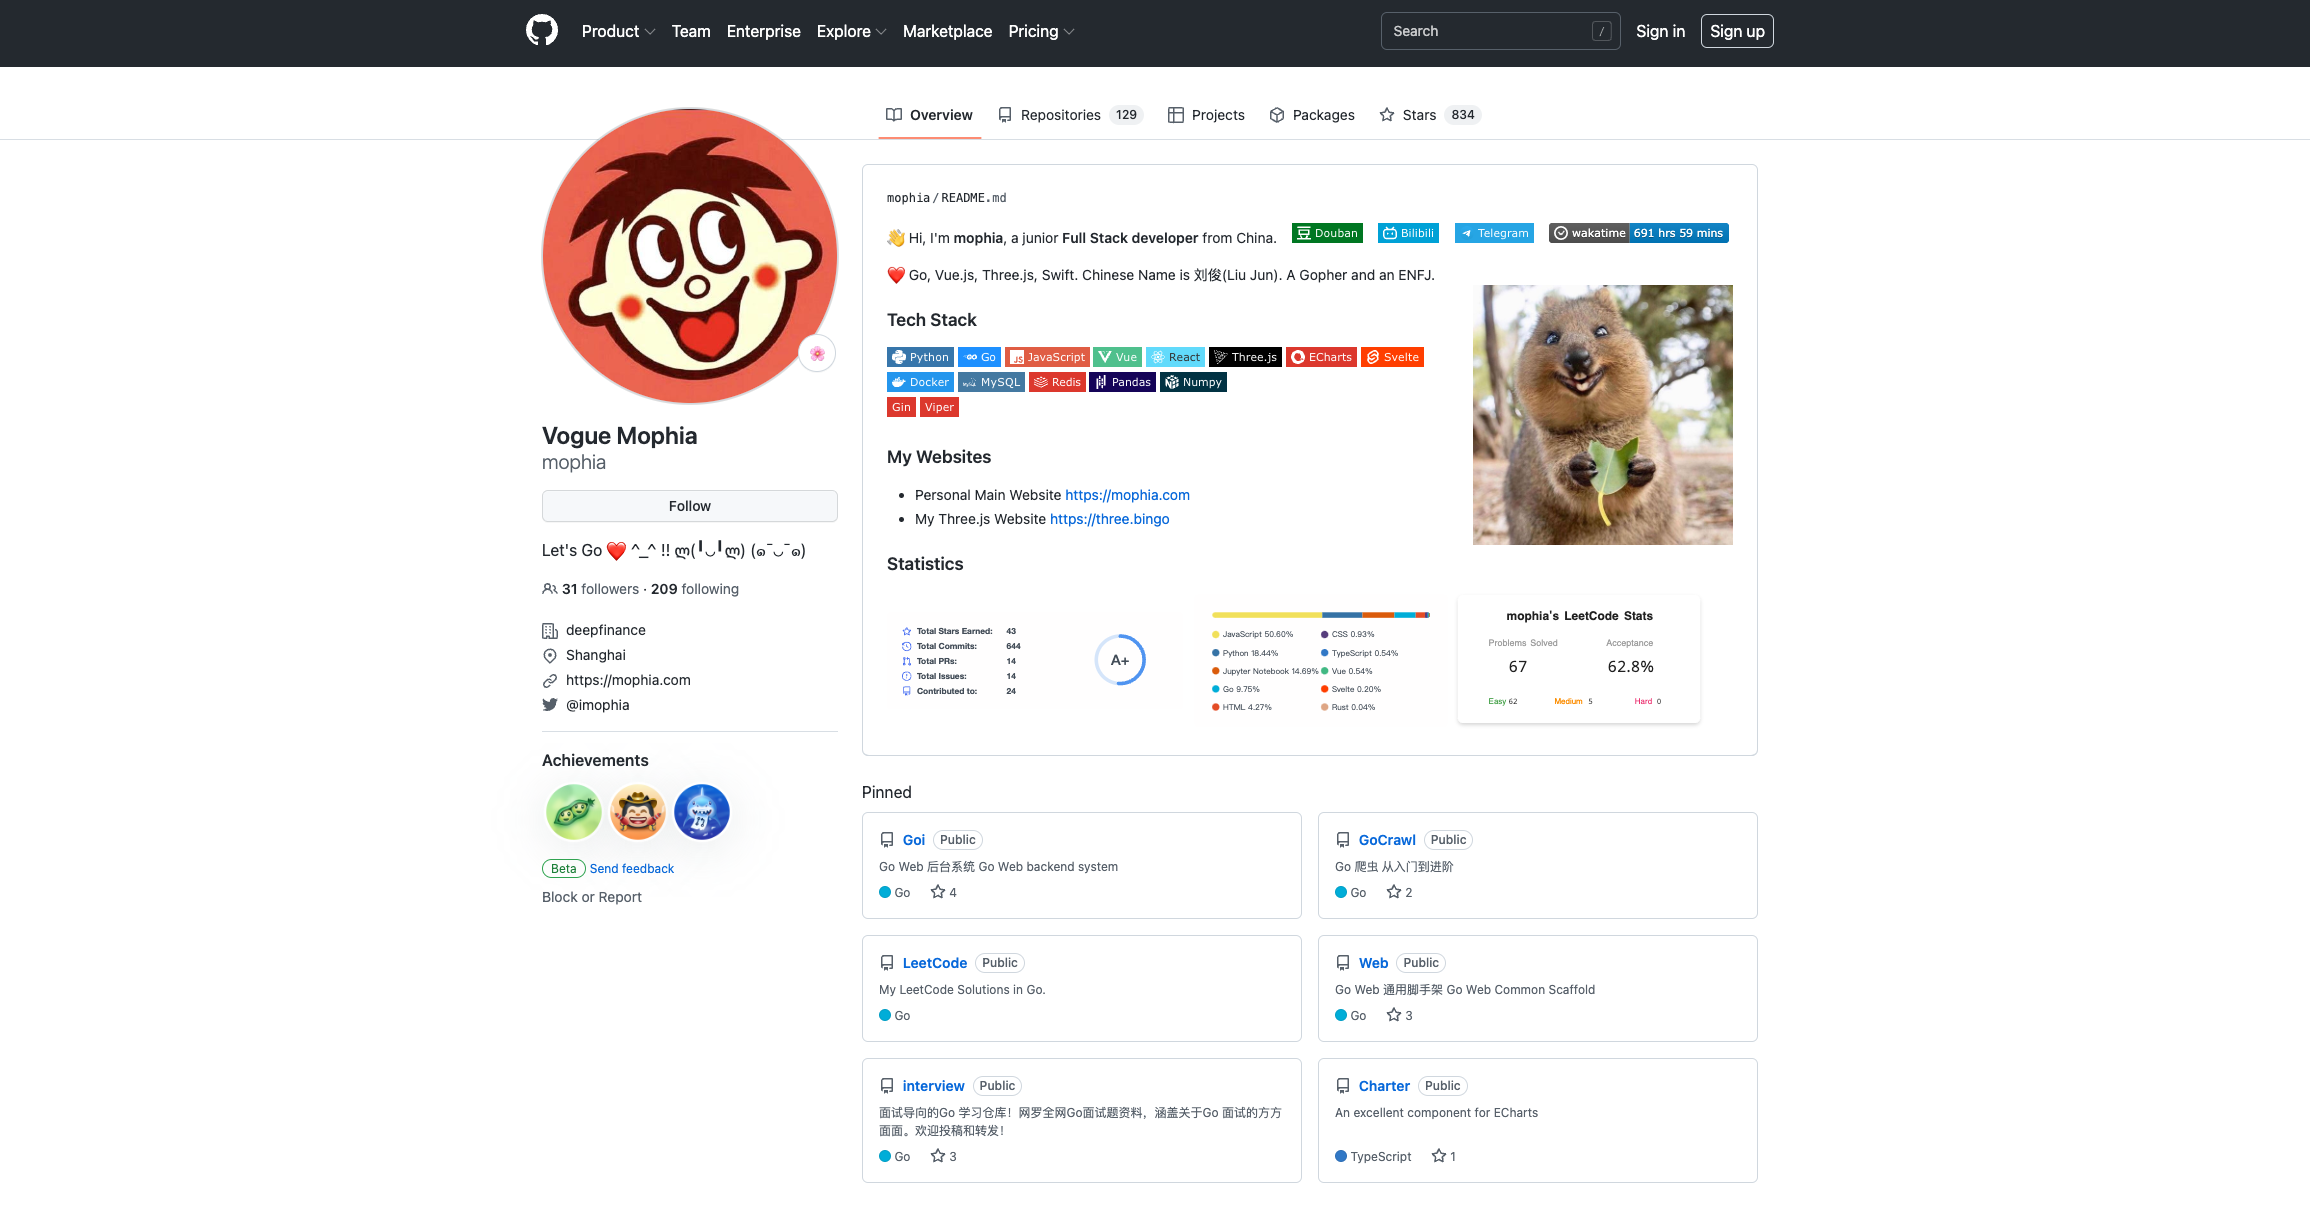 Product Team Enterprise Explore Marketplace Pricing Search / Sign in Sign up
Overview Repositories 129 Projects Packages Stars 834
Vogue Mophia
mophia
Follow
Let's Go ❤️ ^_^ !! ლ(╹◡╹ლ) (๑¯◡¯๑)
31 followers · 209 following
deepfinance
Shanghai
https://mophia.com
@imophia
Achievements
Beta Send feedback
Block or Report
mophia/README.md
👋 Hi, I'm mophia, a junior Full Stack developer from China. Douban Bilibili Telegram wakatime 691 hrs 59 mins
❤️ Go, Vue.js, Three.js, Swift. Chinese Name is 刘俊(Liu Jun). A Gopher and an ENFJ.
Tech Stack
Python Go JavaScript Vue React Three.js ECharts Svelte
Docker MySQL Redis Pandas Numpy
Gin Viper
My Websites
Personal Main Website https://mophia.com
My Three.js Website https://three.bingo
Statistics
Total Stars Earned: 43
Total Commits: 644
Total PRs: 14
Total Issues: 14
Contributed to: 24
A+
JavaScript 50.60% CSS 0.93%
Python 18.44% TypeScript 0.54%
Jupyter Notebook 14.69% Vue 0.54%
Go 9.75% Svelte 0.20%
HTML 4.27% Rust 0.04%
mophia's LeetCode Stats
Problems Solved Acceptance
67 62.8%
Easy 62 Medium 5 Hard 0
Pinned
Goi Public
Go Web 后台系统 Go Web backend system
Go 4
GoCrawl Public
Go 爬虫 从入门到进阶
Go 2
LeetCode Public
My LeetCode Solutions in Go.
Go
Web Public
Go Web 通用脚手架 Go Web Common Scaffold
Go 3
interview Public
面试导向的Go 学习仓库！网罗全网Go面试题资料，涵盖关于Go 面试的方方
面面。欢迎投稿和转发！
Go 3
Charter Public
An excellent component for ECharts
TypeScript 1